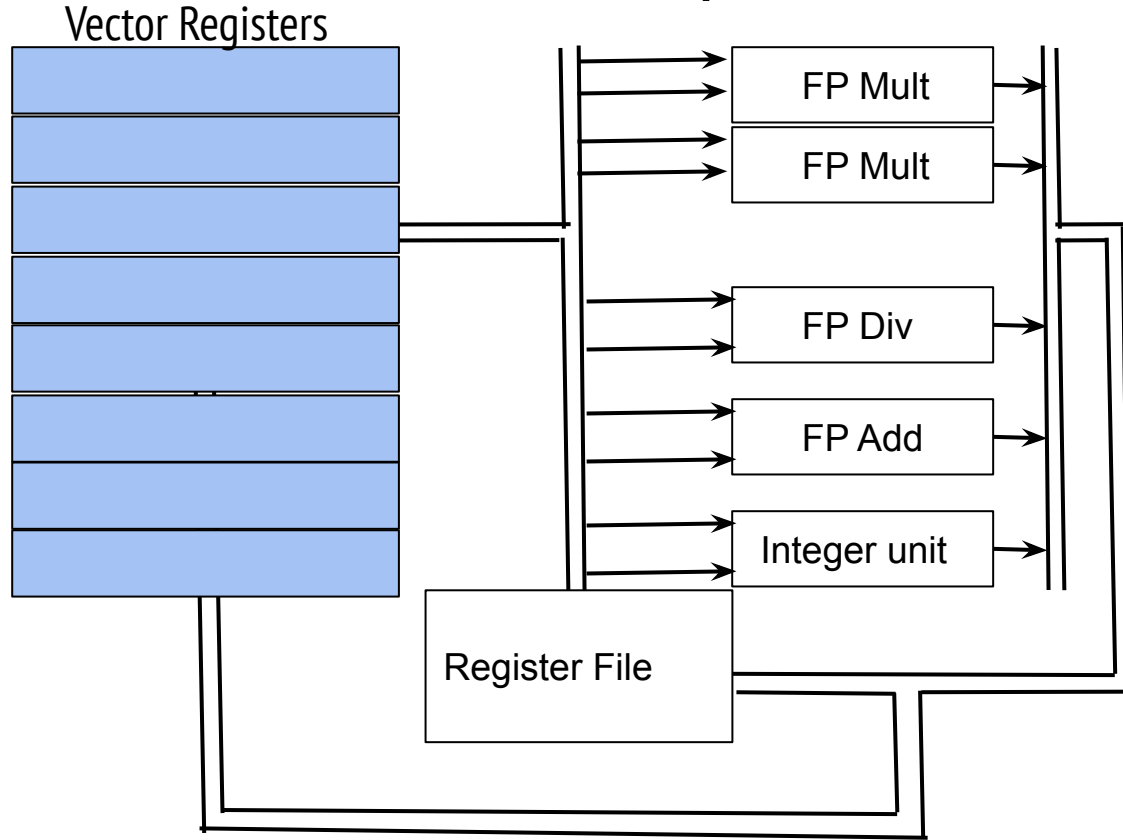 Vector Registers
FP Mult
FP Mult
FP Div
FP Add
Integer unit
Register File